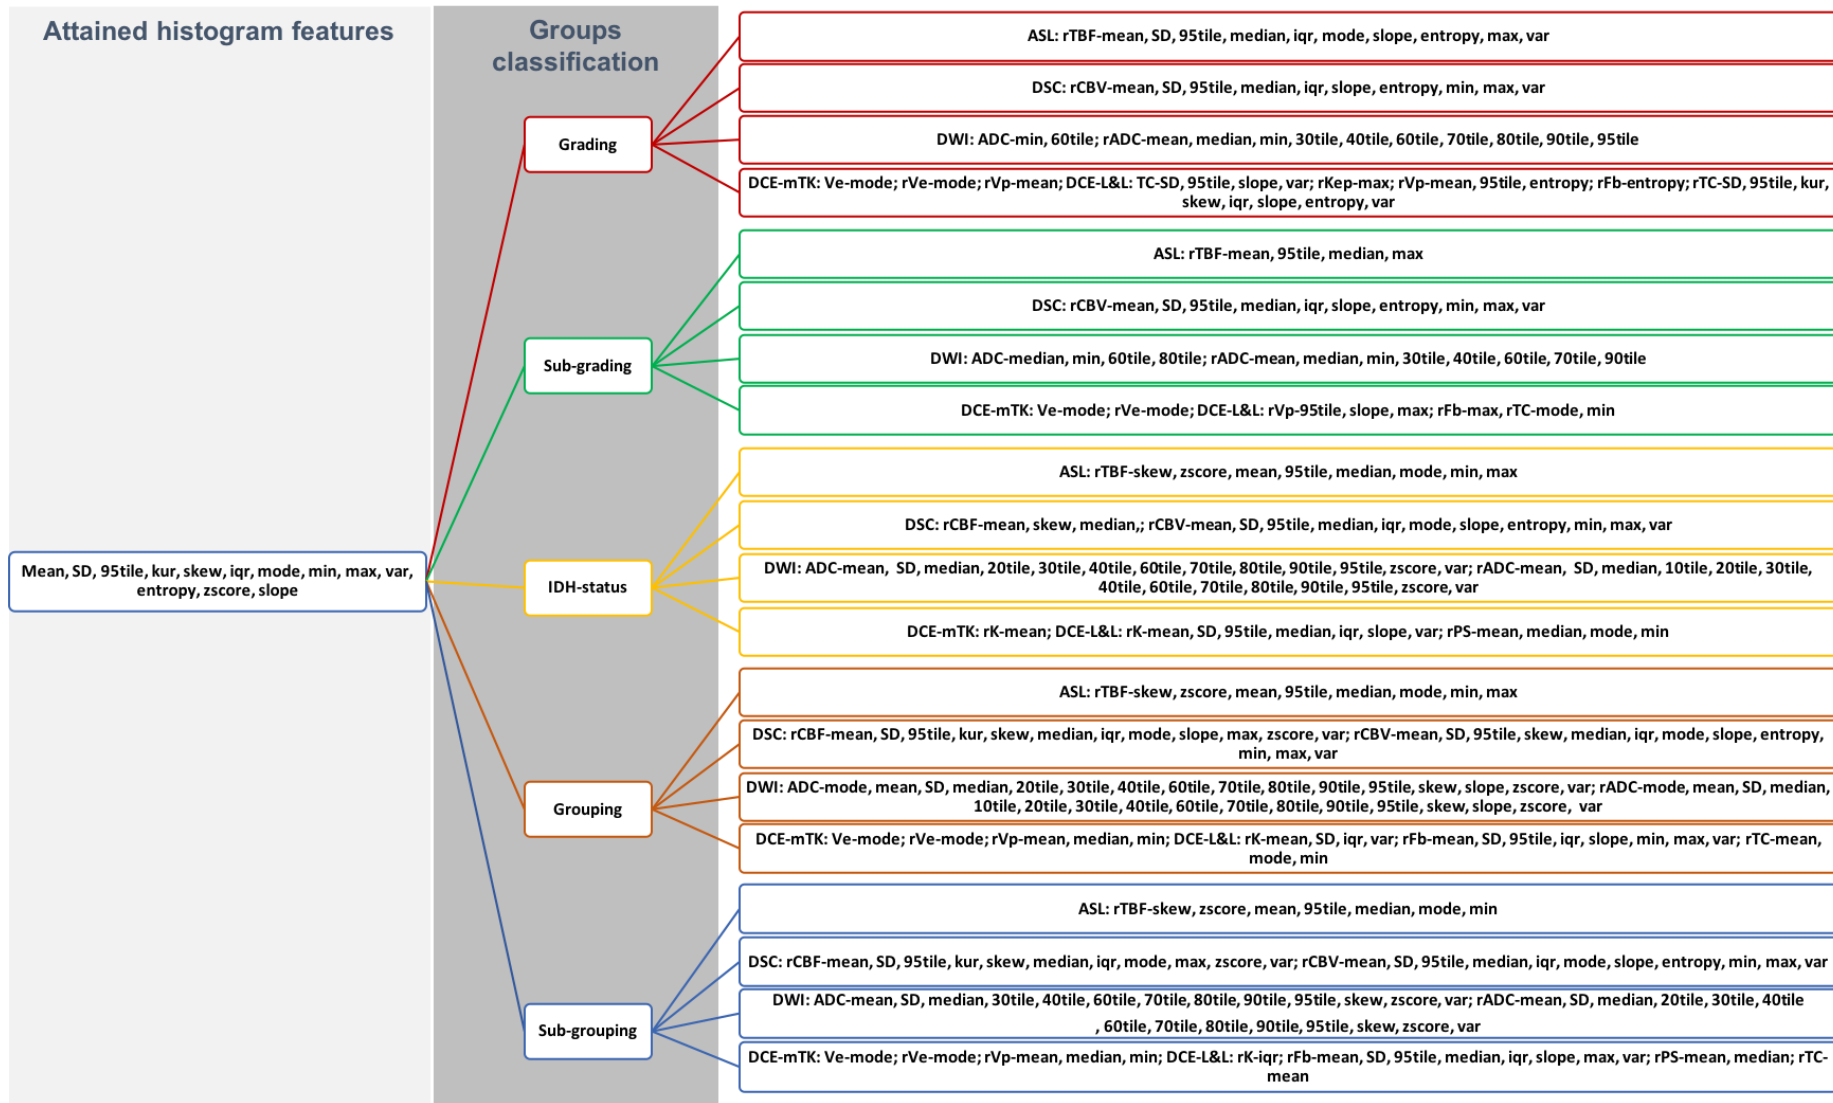 Attained histogram features
Groups
classification
Mean, SD, 95tile, kur, skew, iqr, mode, min, max, var,
entropy, zscore, slope
Grading
ASL: rTBF-mean, SD, 95tile, median, iqr, mode, slope, entropy, max, var
DSC: rCBV-mean, SD, 95tile, median, iqr, slope, entropy, min, max, var
DWI: ADC-min, 60tile; rADC-mean, median, min, 30tile, 40tile, 60tile, 70tile, 80tile, 90tile, 95tile
DCE-mTK: Ve-mode; rVe-mode; rVp-mean; DCE-L&L: TC-SD, 95tile, slope, var; rKep-max; rVp-mean, 95tile, entropy; rFb-entropy; rTC-SD, 95tile, kur,
skew, iqr, slope, entropy, var
Sub-grading
ASL: rTBF-mean, 95tile, median, max
DSC: rCBV-mean, SD, 95tile, median, iqr, slope, entropy, min, max, var
DWI: ADC-median, min, 60tile, 80tile; rADC-mean, median, min, 30tile, 40tile, 60tile, 70tile, 90tile
DCE-mTK: Ve-mode; rVe-mode; DCE-L&L: rVp-95tile, slope, max; rFb-max, rTC-mode, min
IDH-status
ASL: rTBF-skew, zscore, mean, 95tile, median, mode, min, max
DSC: rCBF-mean, skew, median,; rCBV-mean, SD, 95tile, median, iqr, mode, slope, entropy, min, max, var
DWI: ADC-mean, SD, median, 20tile, 30tile, 40tile, 60tile, 70tile, 80tile, 90tile, 95tile, zscore, var; rADC-mean, SD, median, 10tile, 20tile, 30tile,
40tile, 60tile, 70tile, 80tile, 90tile, 95tile, zscore, var
DCE-mTK: rK-mean; DCE-L&L: rK-mean, SD, 95tile, median, iqr, slope, var; rPS-mean, median, mode, min
Grouping
ASL: rTBF-skew, zscore, mean, 95tile, median, mode, min, max
DSC: rCBF-mean, SD, 95tile, kur, skew, median, iqr, mode, slope, max, zscore, var; rCBV-mean, SD, 95tile, skew, median, iqr, mode, slope, entropy,
min, max, var
DWI: ADC-mode, mean, SD, median, 20tile, 30tile, 40tile, 60tile, 70tile, 80tile, 90tile, 95tile, skew, slope, zscore, var; rADC-mode, mean, SD, median,
10tile, 20tile, 30tile, 40tile, 60tile, 70tile, 80tile, 90tile, 95tile, skew, slope, zscore, var
DCE-mTK: Ve-mode; rVe-mode; rVp-mean, median, min; DCE-L&L: rK-mean, SD, iqr, var; rFb-mean, SD, 95tile, iqr, slope, min, max, var; rTC-mean,
mode, min
Sub-grouping
ASL: rTBF-skew, zscore, mean, 95tile, median, mode, min
DSC: rCBF-mean, SD, 95tile, kur, skew, median, iqr, mode, max, zscore, var; rCBV-mean, SD, 95tile, median, iqr, mode, slope, entropy, min, max, var
DWI: ADC-mean, SD, median, 30tile, 40tile, 60tile, 70tile, 80tile, 90tile, 95tile, skew, zscore, var; rADC-mean, SD, median, 20tile, 30tile, 40tile
, 60tile, 70tile, 80tile, 90tile, 95tile, skew, zscore, var
DCE-mTK: Ve-mode; rVe-mode; rVp-mean, median, min; DCE-L&L: rK-iqr; rFb-mean, SD, 95tile, median, iqr, slope, max, var; rPS-mean, median; rTC-
mean